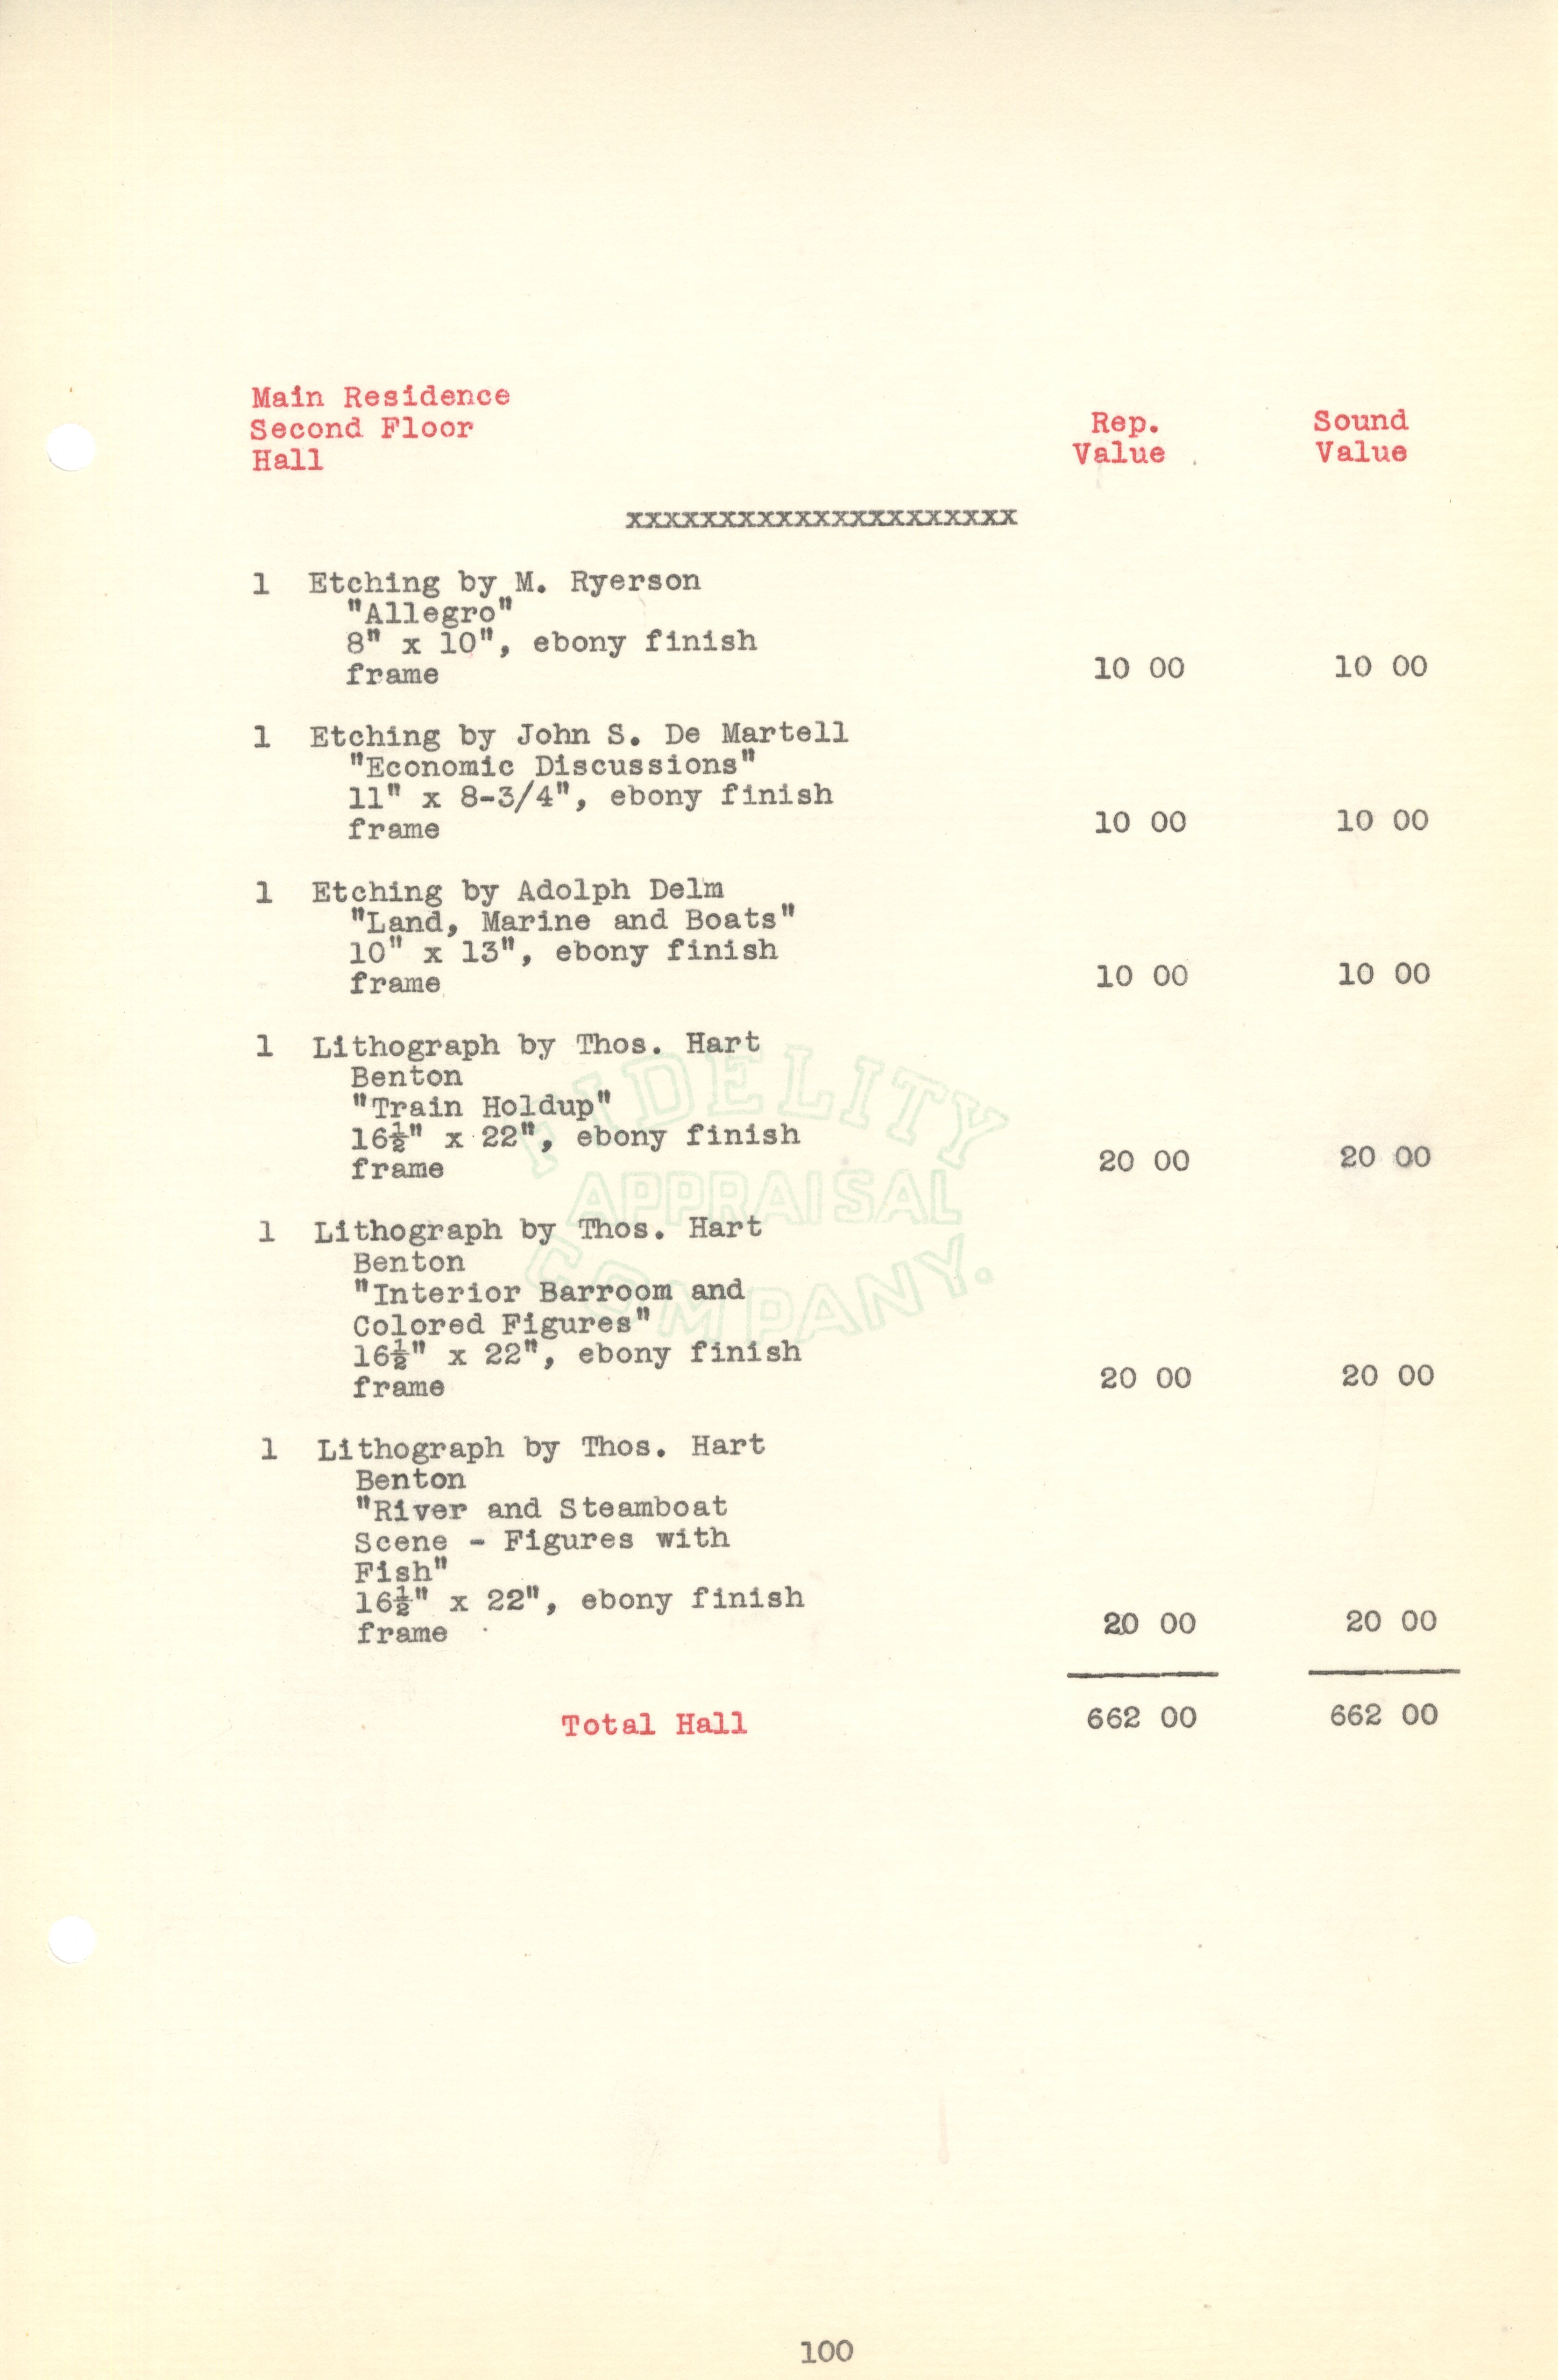 Main Residence
Second Floor
Hall
Rep. Value
Sound Value
xxxxxxxxxxxxxxxxxxxxx
1 Etching by M. Ryerson
"Allegro"
8" x 10", ebony finish
frame 10 00 10 00
1 Etching by John S. De Martell
"Economic Discussions"
11" x 8-3/4", ebony finish
frame 10 00 10 00
1 Etching by Adolph Delm
"Land, Marine and Boats"
10" x 13", ebony finish
frame 10 00 10 00
1 Lithograph by Thos. Hart
Benton
"Train Holdup"
16½" x 22", ebony finish
frame 20 00 20 00
1 Lithograph by Thos. Hart
Benton
"Interior Barroom and
Colored Figures"
16½" x 22", ebony finish
frame 20 00 20 00
1 Lithograph by Thos. Hart
Benton
"River and Steamboat
Scene - Figures with
Fish"
16½" x 22", ebony finish
frame 20 00 20 00
Total Hall 662 00 662 00
FIDELITY
APPRAISAL
COMPANY.
100